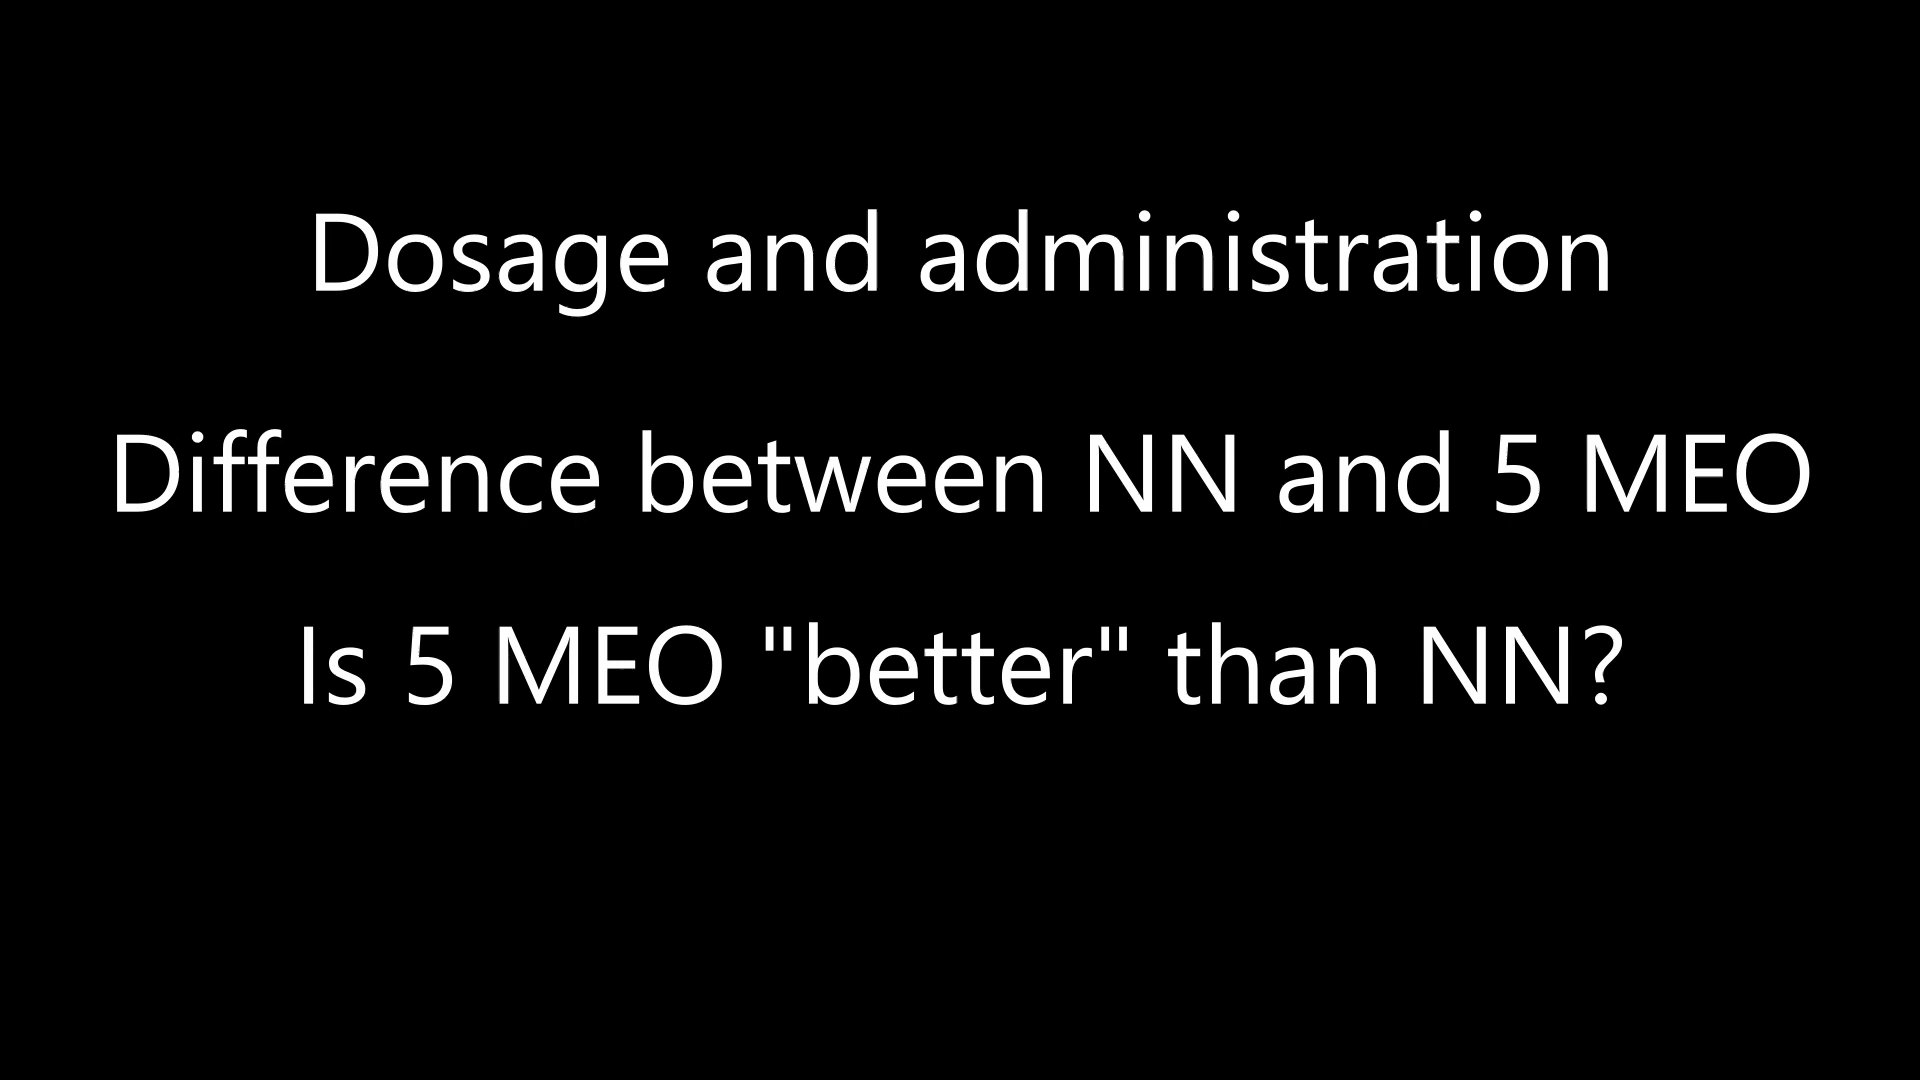 Dosage and administration
Difference between NN and 5 MEO
Is 5 MEO "better" than NN?